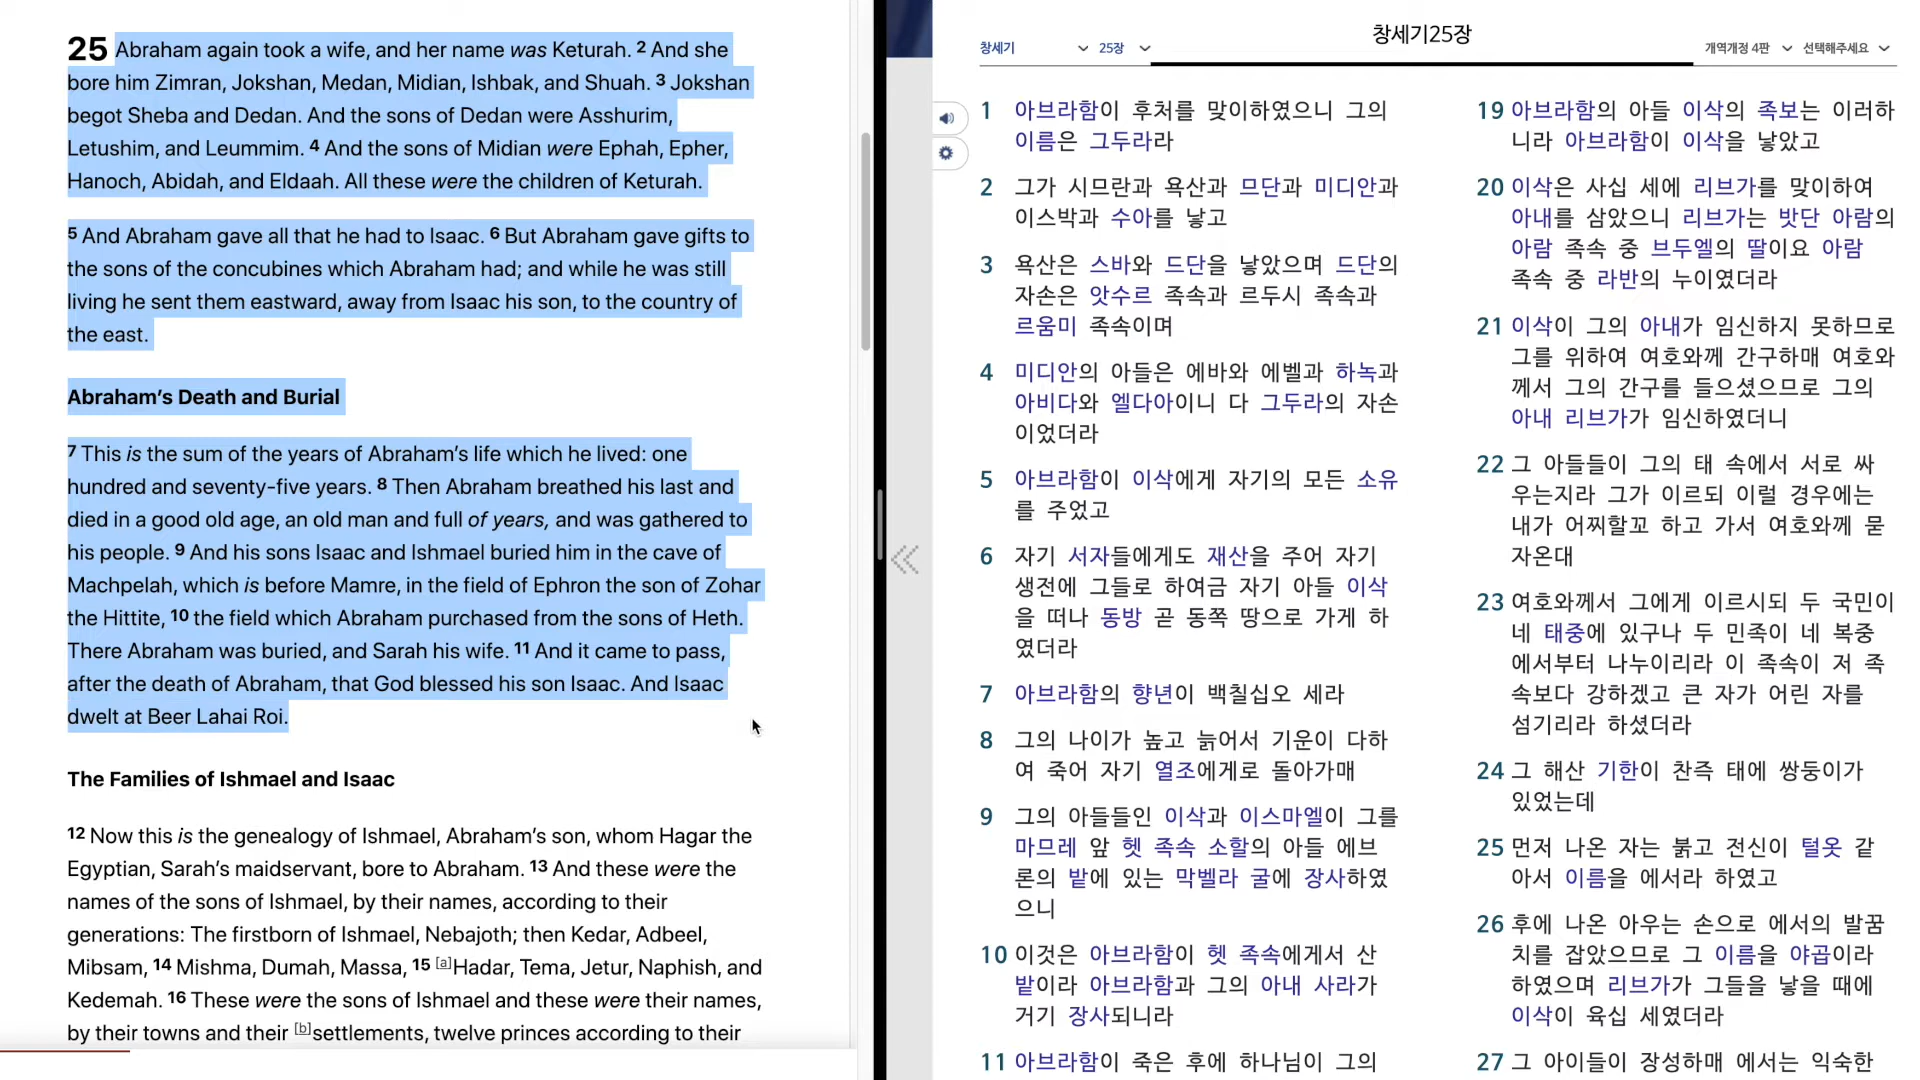 25 Abraham again took a wife, and her name was Keturah. 2 And she
bore him Zimran, Jokshan, Medan, Midian, Ishbak, and Shuah. 3 Jokshan
begot Sheba and Dedan. And the sons of Dedan were Asshurim,
Letushim, and Leummim. 4 And the sons of Midian were Ephah, Epher,
Hanoch, Abidah, and Eldaah. All these were the children of Keturah.
5 And Abraham gave all that he had to Isaac. 6 But Abraham gave gifts to
the sons of the concubines which Abraham had; and while he was still
living he sent them eastward, away from Isaac his son, to the country of
the east.
Abraham’s Death and Burial
7 This is the sum of the years of Abraham’s life which he lived: one
hundred and seventy-five years. 8 Then Abraham breathed his last and
died in a good old age, an old man and full of years, and was gathered to
his people. 9 And his sons Isaac and Ishmael buried him in the cave of
Machpelah, which is before Mamre, in the field of Ephron the son of Zohar
the Hittite, 10 the field which Abraham purchased from the sons of Heth.
There Abraham was buried, and Sarah his wife. 11 And it came to pass,
after the death of Abraham, that God blessed his son Isaac. And Isaac
dwelt at Beer Lahai Roi.
The Families of Ishmael and Isaac
12 Now this is the genealogy of Ishmael, Abraham’s son, whom Hagar the
Egyptian, Sarah’s maidservant, bore to Abraham. 13 And these were the
names of the sons of Ishmael, by their names, according to their
generations: The firstborn of Ishmael, Nebajoth; then Kedar, Adbeel,
Mibsam, 14 Mishma, Dumah, Massa, 15 [a]Hadar, Tema, Jetur, Naphish, and
Kedemah. 16 These were the sons of Ishmael and these were their names,
by their towns and their [b]settlements, twelve princes according to their
창세기 25장 창세기25장 개역개정 4판 선택해주세요
1 아브라함이 후처를 맞이하였으니 그의
이름은 그두라라
2 그가 시므란과 욕산과 므단과 미디안과
이스박과 수아를 낳고
3 욕산은 스바와 드단을 낳았으며 드단의
자손은 앗수르 족속과 르두시 족속과
르움미 족속이며
4 미디안의 아들은 에바와 에벨과 하녹과
아비다와 엘다아이니 다 그두라의 자손
이었더라
5 아브라함이 이삭에게 자기의 모든 소유
를 주었고
6 자기 서자들에게도 재산을 주어 자기
생전에 그들로 하여금 자기 아들 이삭
을 떠나 동방 곧 동쪽 땅으로 가게 하
였더라
7 아브라함의 향년이 백칠십오 세라
8 그의 나이가 높고 늙어서 기운이 다하
여 죽어 자기 열조에게로 돌아가매
9 그의 아들들인 이삭과 이스마엘이 그를
마므레 앞 헷 족속 소할의 아들 에브
론의 밭에 있는 막벨라 굴에 장사하였
으니
10 이것은 아브라함이 헷 족속에게서 산
밭이라 아브라함과 그의 아내 사라가
거기 장사되니라
11 아브라함이 죽은 후에 하나님이 그의
19 아브라함의 아들 이삭의 족보는 이러하
니라 아브라함이 이삭을 낳았고
20 이삭은 사십 세에 리브가를 맞이하여
아내를 삼았으니 리브가는 밧단 아람의
아람 족속 중 브두엘의 딸이요 아람
족속 중 라반의 누이였더라
21 이삭이 그의 아내가 임신하지 못하므로
그를 위하여 여호와께 간구하매 여호와
께서 그의 간구를 들으셨으므로 그의
아내 리브가가 임신하였더니
22 그 아들들이 그의 태 속에서 서로 싸
우는지라 그가 이르되 이럴 경우에는
내가 어찌할꼬 하고 가서 여호와께 묻
자온대
23 여호와께서 그에게 이르시되 두 국민이
네 태중에 있구나 두 민족이 네 복중
에서부터 나누이리라 이 족속이 저 족
속보다 강하겠고 큰 자가 어린 자를
섬기리라 하셨더라
24 그 해산 기한이 찬즉 태에 쌍둥이가
있었는데
25 먼저 나온 자는 붉고 전신이 털옷 같
아서 이름을 에서라 하였고
26 후에 나온 아우는 손으로 에서의 발꿈
치를 잡았으므로 그 이름을 야곱이라
하였으며 리브가가 그들을 낳을 때에
이삭이 육십 세였더라
27 그 아이들이 장성하매 에서는 익숙한